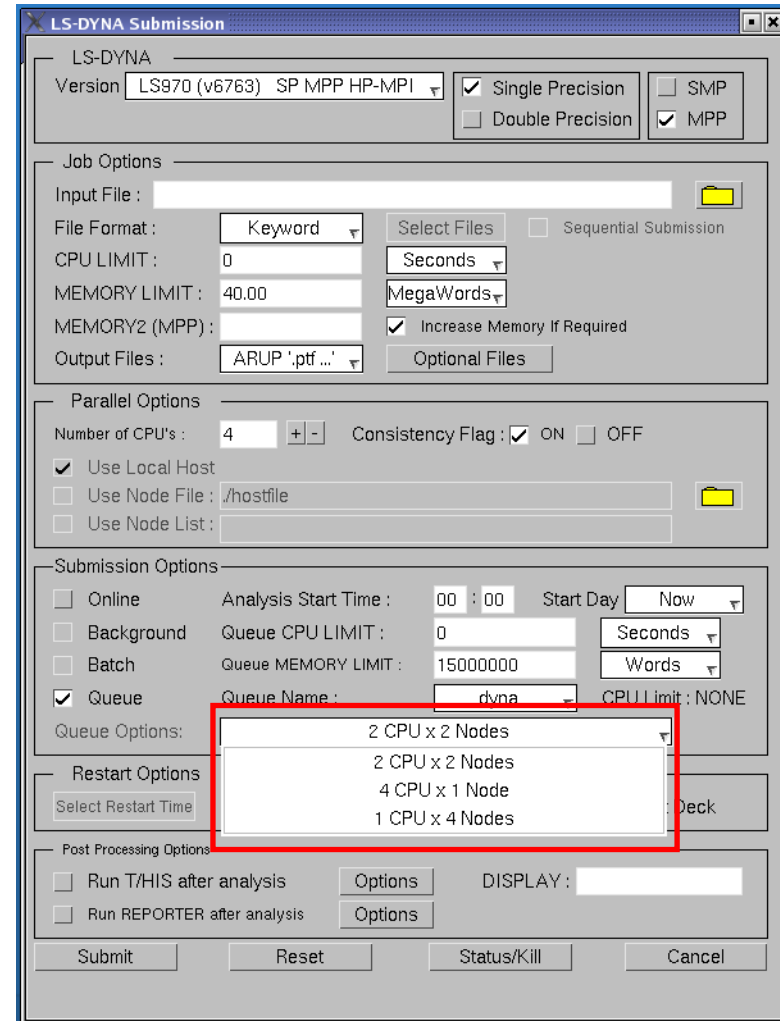 LS-DYNA Submission
LS-DYNA
Version LS970 (v6763) SP MPP HP-MPI Single Precision SMP
Double Precision MPP
Job Options
Input File :
File Format : Keyword Select Files Sequential Submission
CPU LIMIT : 0 Seconds
MEMORY LIMIT : 40.00 MegaWords
MEMORY2 (MPP) : Increase Memory If Required
Output Files : ARUP '.ptf ...' Optional Files
Parallel Options
Number of CPU's : 4 + - Consistency Flag : ON OFF
Use Local Host
Use Node File : ./hostfile
Use Node List :
Submission Options
Online Analysis Start Time : 00 : 00 Start Day Now
Background Queue CPU LIMIT : 0 Seconds
Batch Queue MEMORY LIMIT : 15000000 Words
Queue Queue Name : dyna CPU Limit : NONE
Queue Options: 2 CPU x 2 Nodes
2 CPU x 2 Nodes
Restart Options
4 CPU x 1 Node
Select Restart Time Deck
1 CPU x 4 Nodes
Post Processing Options
Run T/HIS after analysis Options DISPLAY :
Run REPORTER after analysis Options
Submit Reset Status/Kill Cancel